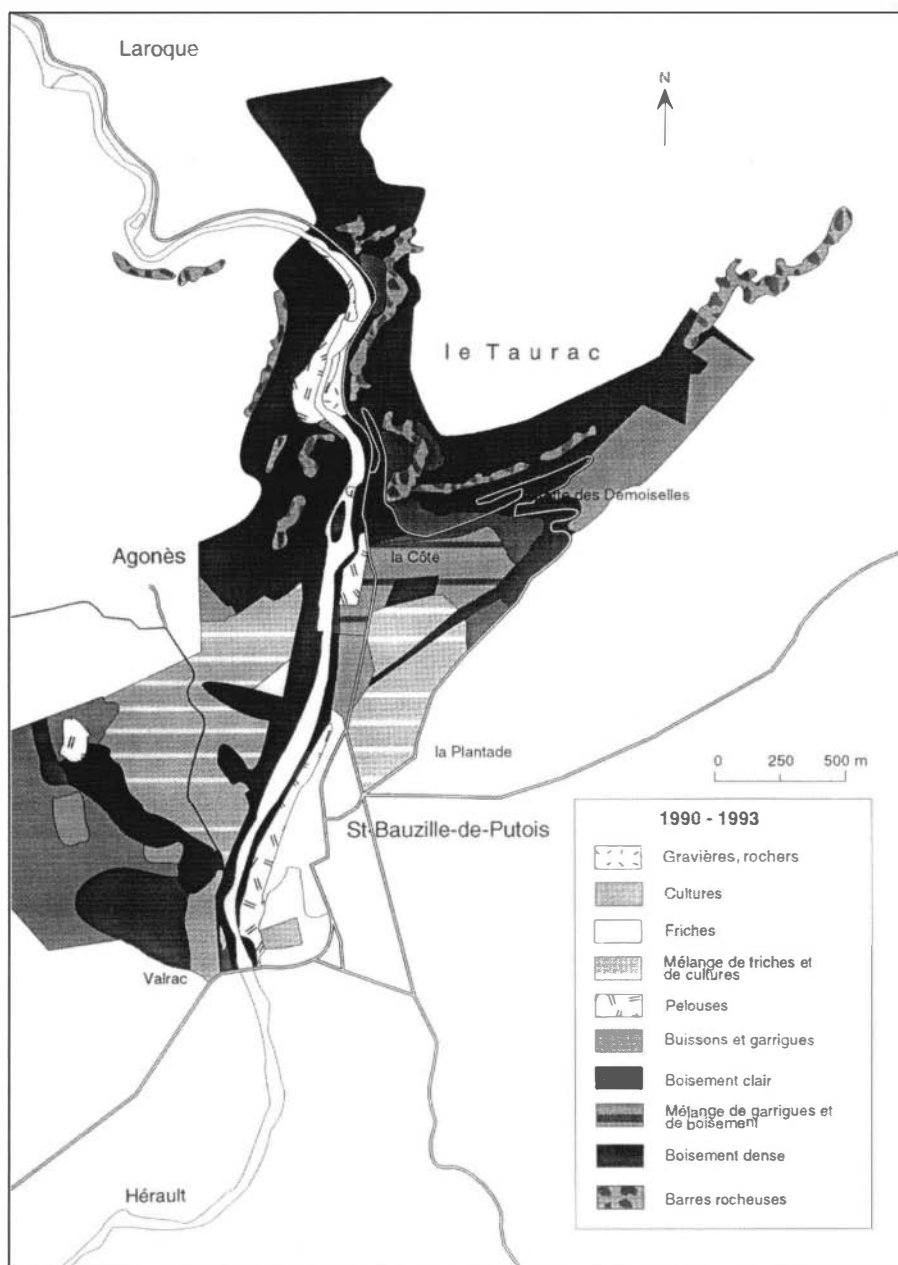 Laroque
N
le Taurac
des Demoiselles
Agonès
la Côte
la Plantade
0 250 500 m
St-Bauzille-de-Putois
Valrac
Hérault
1990 - 1993
Gravières, rochers
Cultures
Friches
Mélange de friches et
de cultures
Pelouses
Buissons et garrigues
Boisement clair
Mélange de garrigues et
de boisement
Boisement dense
Barres rocheuses